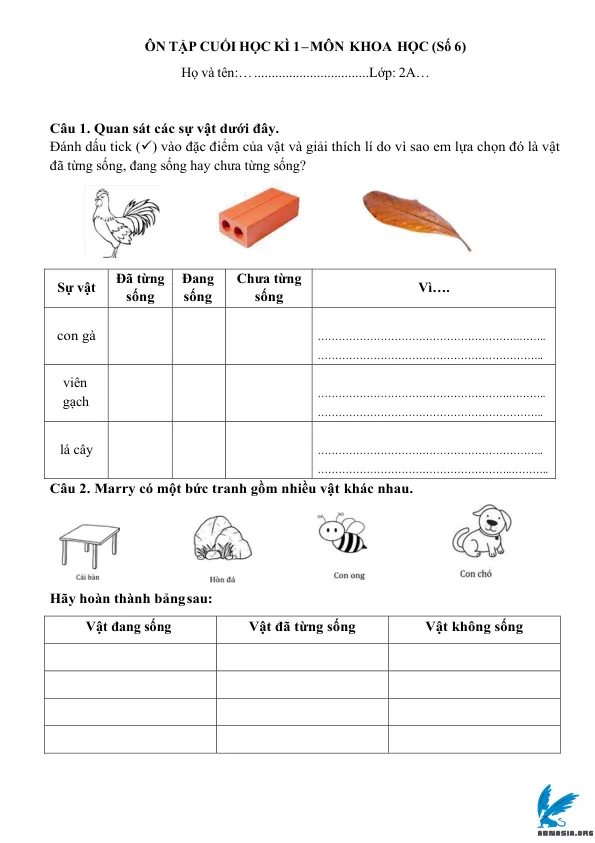 ÔN TẬP CUỐI HỌC KÌ 1 – MÔN KHOA HỌC (Số 6)
Họ và tên:… .................................Lớp: 2A…
Câu 1. Quan sát các sự vật dưới đây.
Đánh dấu tick (✓) vào đặc điểm của vật và giải thích lí do vì sao em lựa chọn đó là vật
đã từng sống, đang sống hay chưa từng sống?
Sự vật Đã từng sống Đang sống Chưa từng sống Vì….
con gà
…………………………………………………..…..
………………………………………………………..
viên gạch
……………………………………………….……..
………………………………………………………..
lá cây
………………………………………………………..
………………………………………………..………..
Câu 2. Marry có một bức tranh gồm nhiều vật khác nhau.
Cái bàn Hòn đá Con ong Con chó
Hãy hoàn thành bảng sau:
Vật đang sống Vật đã từng sống Vật không sống
ABNASIA.ORG